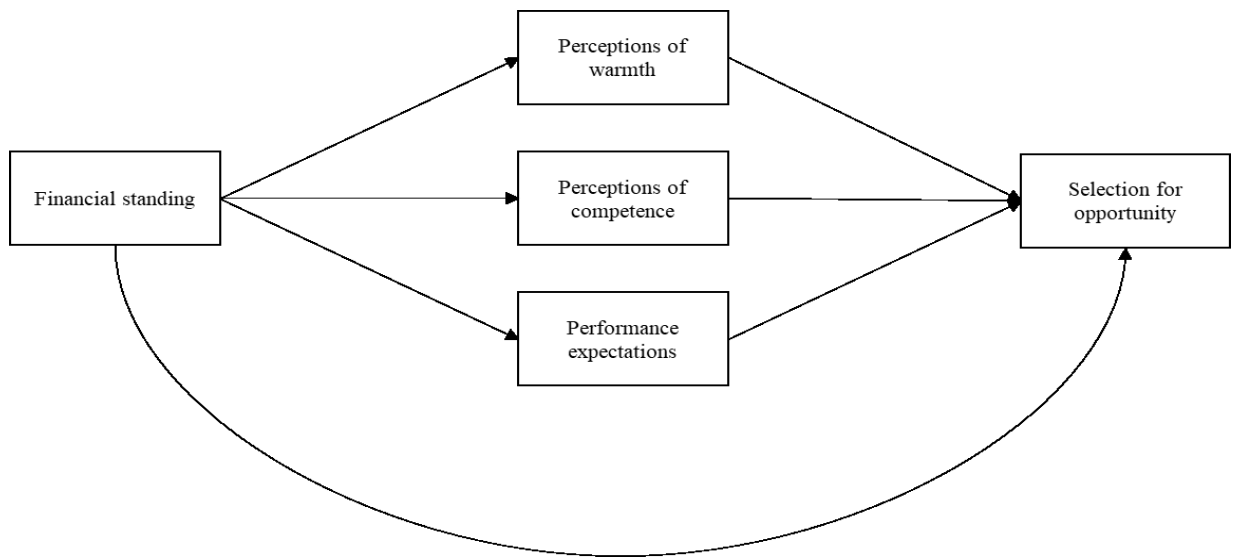 Perceptions of
warmth
Financial standing
Perceptions of
competence
Selection for
opportunity
Performance
expectations